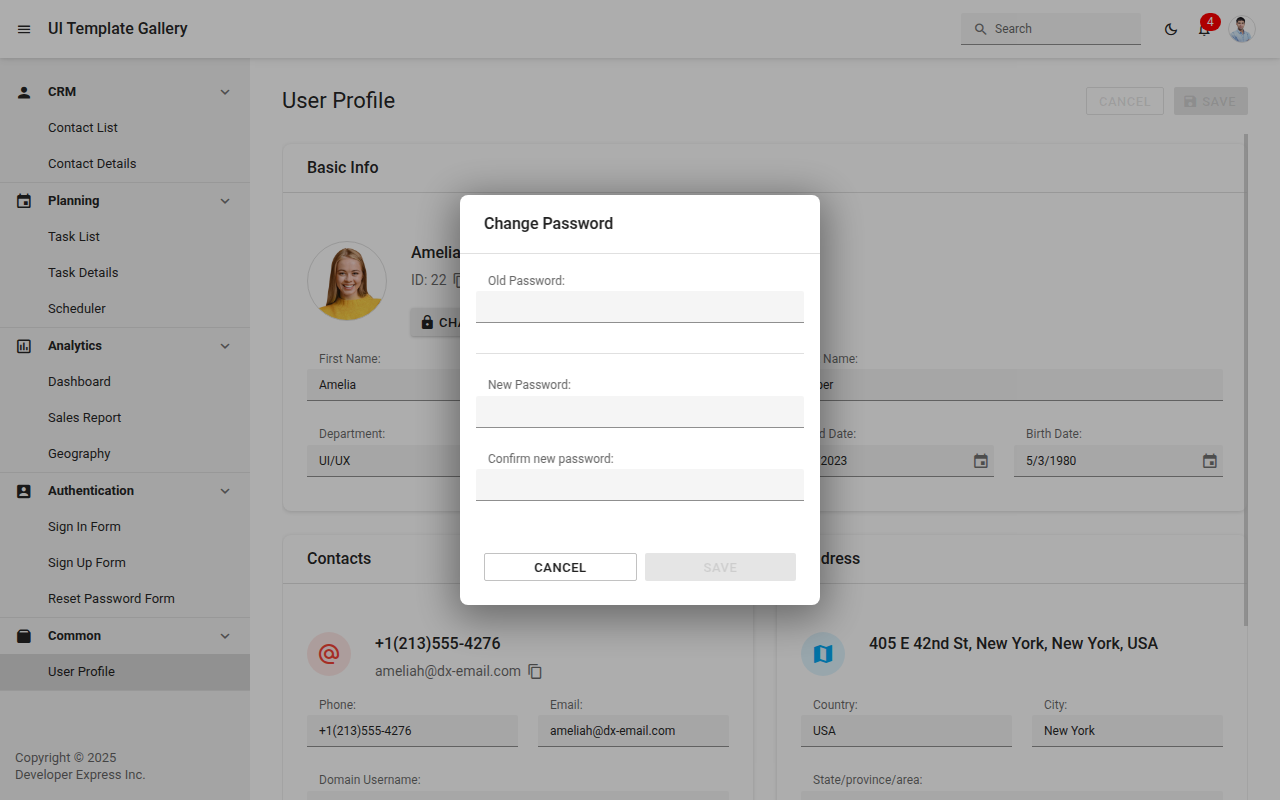 UI Template Gallery
Search
4
CRM
Contact List
Contact Details
Planning
Task List
Task Details
Scheduler
Analytics
Dashboard
Sales Report
Geography
Authentication
Sign In Form
Sign Up Form
Reset Password Form
Common
User Profile
Copyright © 2025
Developer Express Inc.
User Profile
CANCEL
SAVE
Basic Info
Amelia
ID: 22
CHA
First Name:
Amelia
Name:
per
Department:
UI/UX
d Date:
2023
Birth Date:
5/3/1980
Change Password
Old Password:
New Password:
Confirm new password:
CANCEL
SAVE
Contacts
+1(213)555-4276
ameliah@dx-email.com
Phone:
+1(213)555-4276
Email:
ameliah@dx-email.com
Domain Username:
dress
405 E 42nd St, New York, New York, USA
Country:
USA
City:
New York
State/province/area: